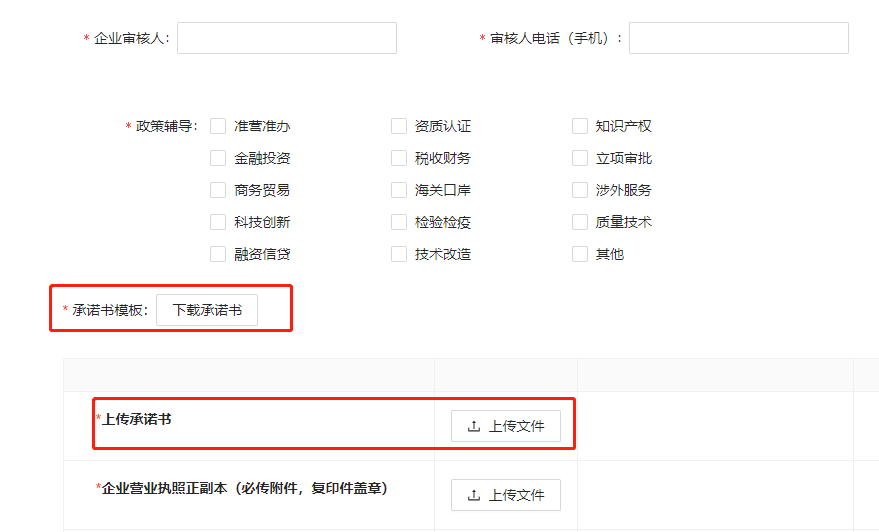 * 企业审核人： * 审核人电话（手机）：
* 政策辅导： 准营准办 资质认证 知识产权
金融投资 税收财务 立项审批
商务贸易 海关口岸 涉外服务
科技创新 检验检疫 质量技术
融资信贷 技术改造 其他
* 承诺书模板： 下载承诺书
*上传承诺书 上传文件
*企业营业执照正副本（必传附件，复印件盖章） 上传文件